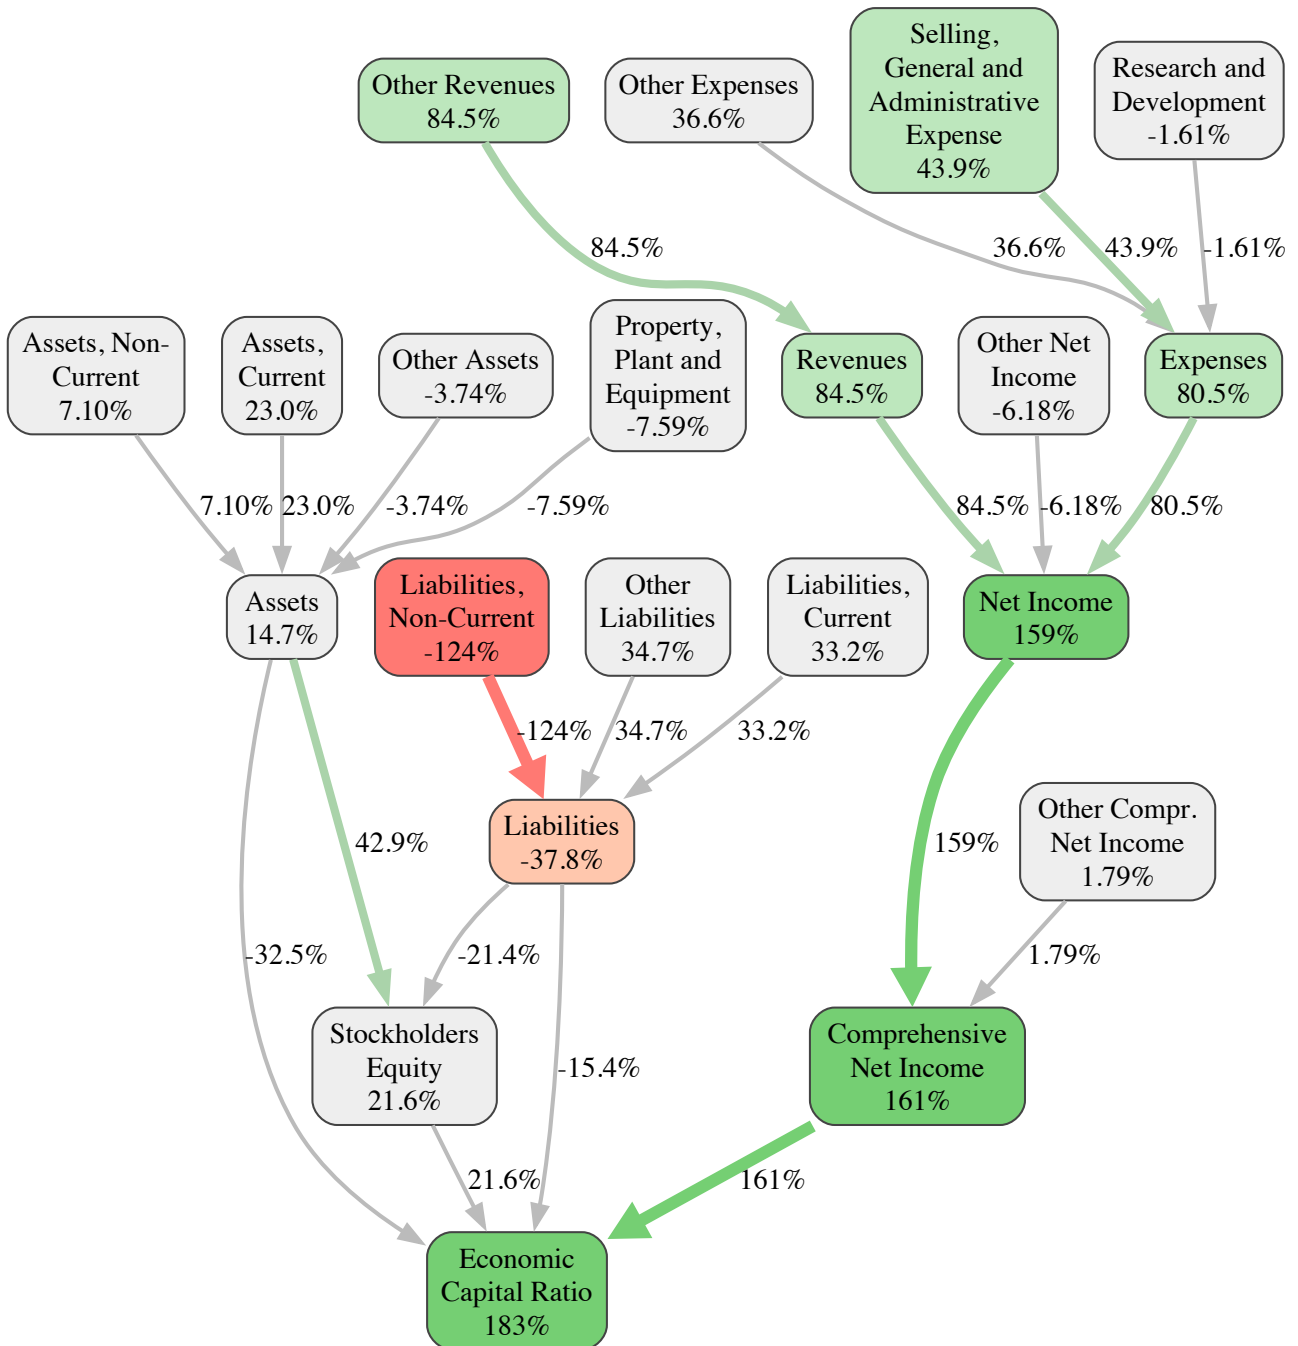 Other Revenues
84.5%
Other Expenses
36.6%
Selling,
General and
Administrative
Expense
43.9%
Research and
Development
-1.61%
84.5%
36.6%
43.9%
-1.61%
Assets, Non-
Current
7.10%
Assets,
Current
23.0%
Other Assets
-3.74%
Property,
Plant and
Equipment
-7.59%
Revenues
84.5%
Other Net
Income
-6.18%
Expenses
80.5%
7.10%
23.0%
-3.74%
-7.59%
84.5%
-6.18%
80.5%
Assets
14.7%
Liabilities,
Non-Current
-124%
Other
Liabilities
34.7%
Liabilities,
Current
33.2%
Net Income
159%
-124%
34.7%
33.2%
42.9%
Liabilities
-37.8%
159%
Other Compr.
Net Income
1.79%
-32.5%
-21.4%
1.79%
Stockholders
Equity
21.6%
-15.4%
Comprehensive
Net Income
161%
21.6%
161%
Economic
Capital Ratio
183%